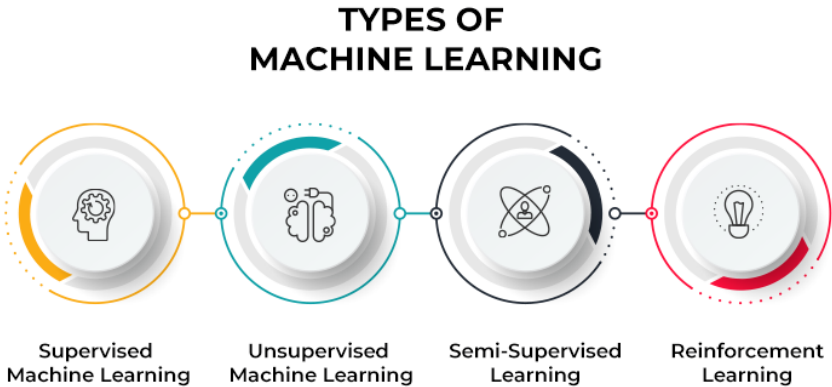 TYPES OF
MACHINE LEARNING
Supervised
Machine Learning
Unsupervised
Machine Learning
Semi-Supervised
Learning
Reinforcement
Learning